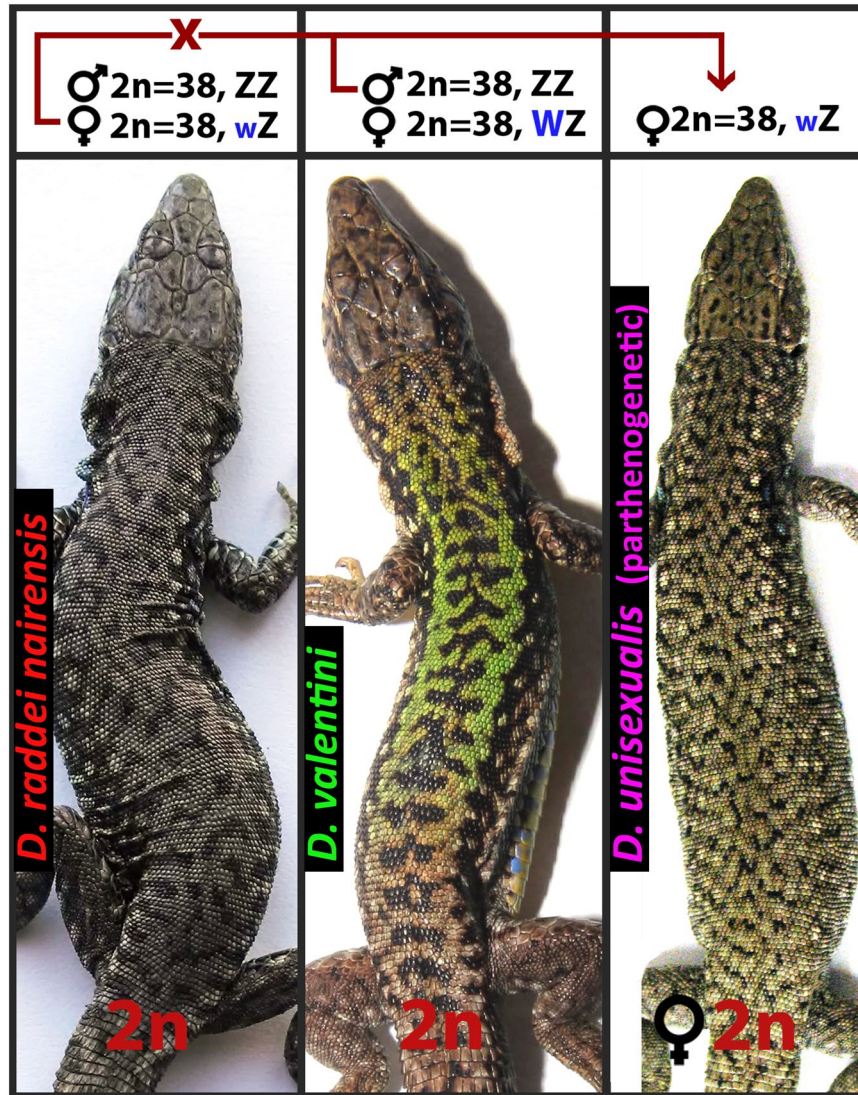 X
♂2n=38, ZZ
♀ 2n=38, wZ
♂2n=38, ZZ
♀ 2n=38, WZ
♀2n=38, wZ
D. raddei nairensis
D. valentini
D. unisexualis (parthenogenetic)
2n
2n
♀2n